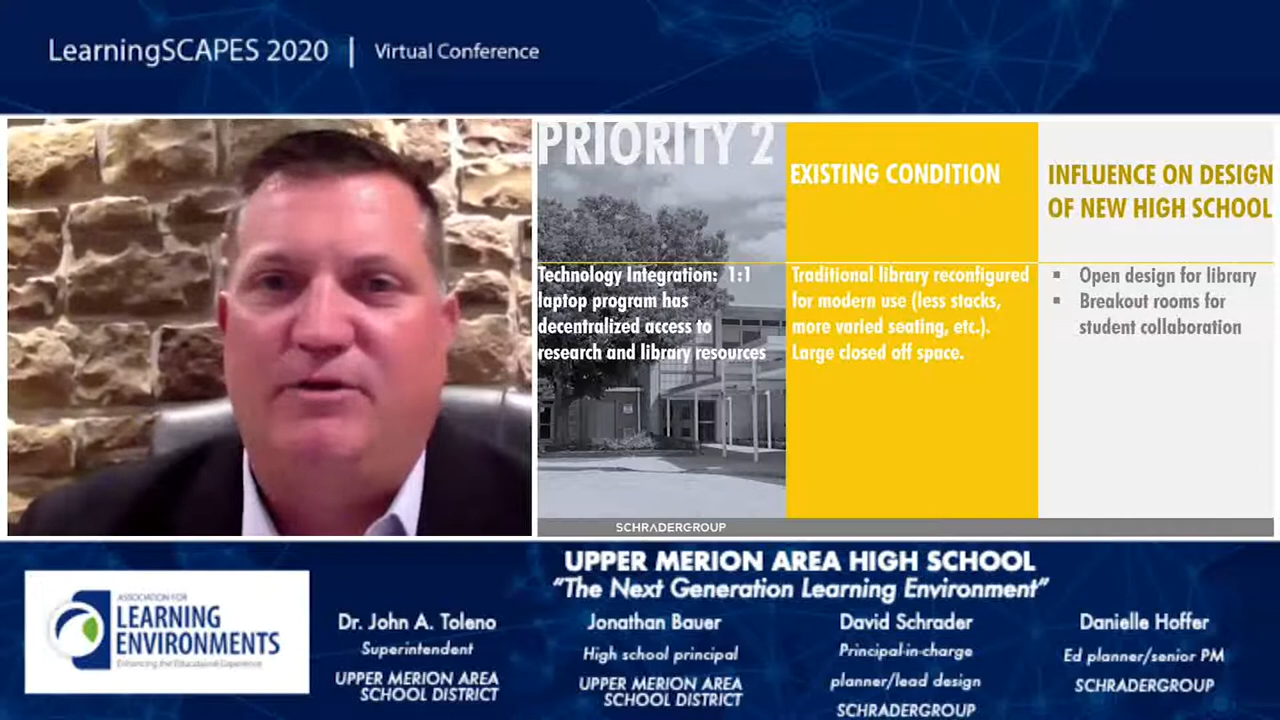 LearningSCAPES 2020 | Virtual Conference
PRIORITY 2
Technology Integration: 1:1
laptop program has
decentralized access to
research and library resources
EXISTING CONDITION
Traditional library reconfigured
for modern use (less stacks,
more varied seating, etc.).
Large closed off space.
INFLUENCE ON DESIGN
OF NEW HIGH SCHOOL
▪ Open design for library
▪ Breakout rooms for
student collaboration
SCHRADERGROUP
ASSOCIATION FOR
LEARNING
ENVIRONMENTS
Enhancing the Educational Experience
UPPER MERION AREA HIGH SCHOOL
“The Next Generation Learning Environment”
Dr. John A. Toleno
Superintendent
UPPER MERION AREA
SCHOOL DISTRICT
Jonathan Bauer
High school principal
UPPER MERION AREA
SCHOOL DISTRICT
David Schrader
Principal-in-charge
planner/lead design
SCHRADERGROUP
Danielle Hoffer
Ed planner/senior PM
SCHRADERGROUP